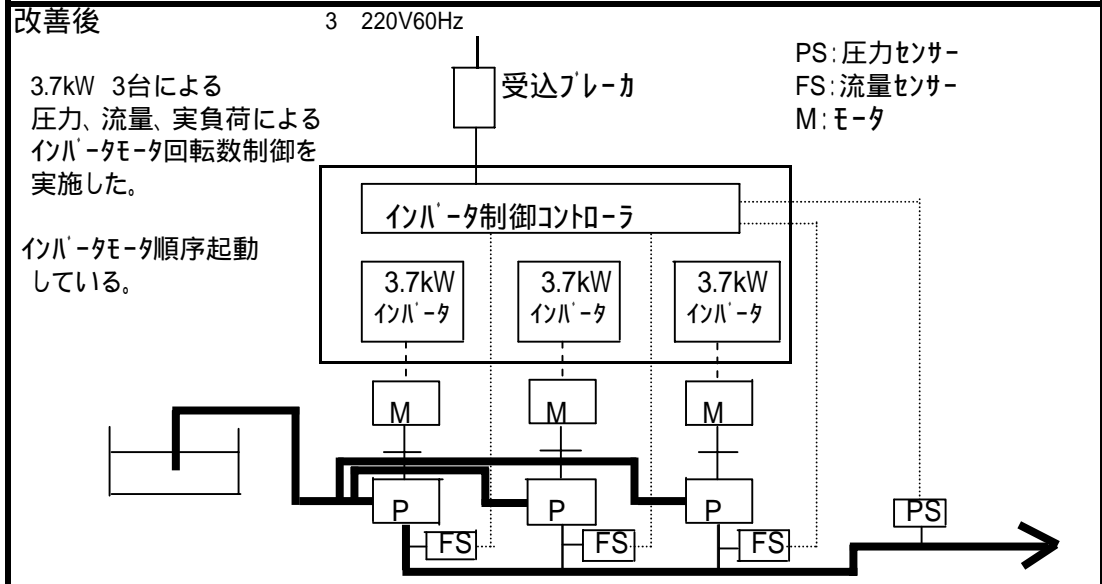 改善後
3 220V60Hz
3.7kW 3台による
圧力、流量、実負荷による
ｲﾝﾊﾞｰﾀﾓｰﾀ回転数制御を
実施した。
ｲﾝﾊﾞｰﾀﾓｰﾀ順序起動
している。
受込ﾌﾞﾚｰｶ
PS:圧力ｾﾝｻｰ
FS:流量ｾﾝｻｰ
M:ﾓｰﾀ
ｲﾝﾊﾞｰﾀ制御ｺﾝﾄﾛｰﾗ
3.7kW
ｲﾝﾊﾞｰﾀ
3.7kW
ｲﾝﾊﾞｰﾀ
3.7kW
ｲﾝﾊﾞｰﾀ
M
M
M
P
P
P
PS
FS
FS
FS